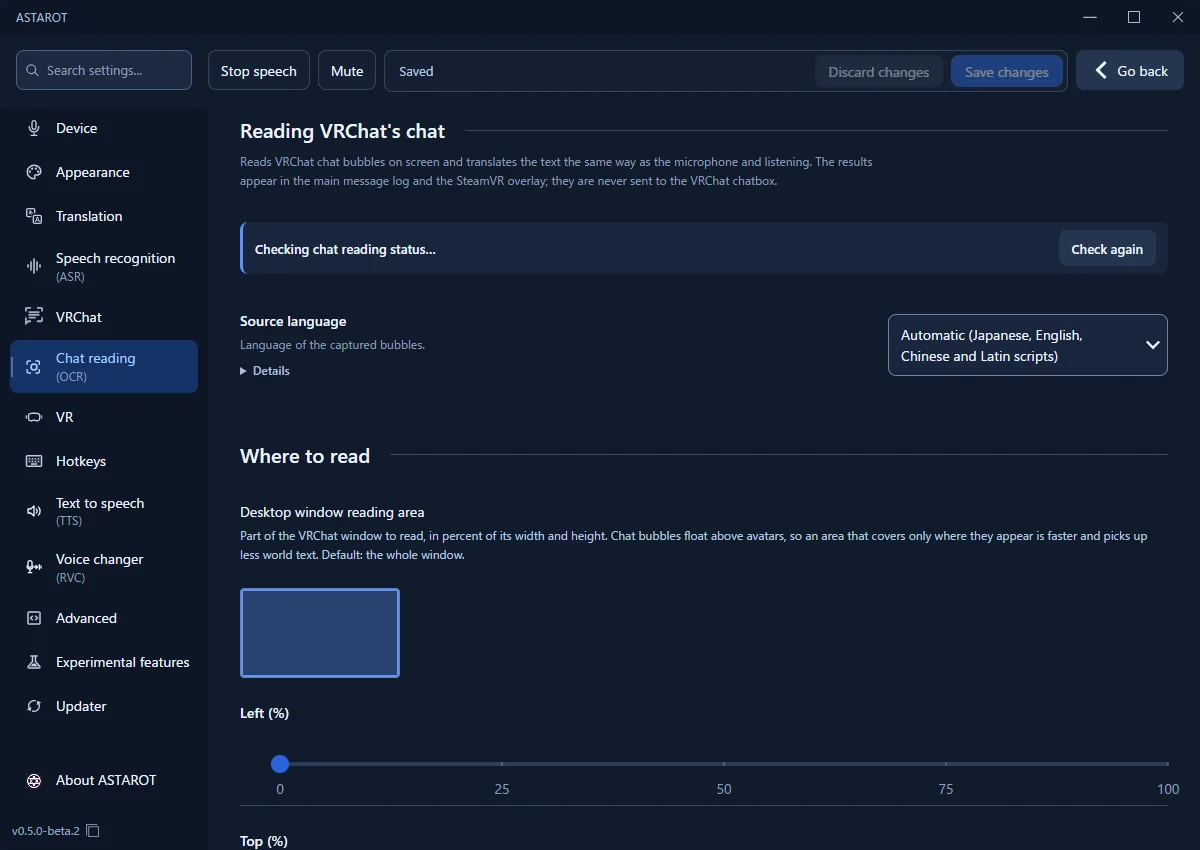 ASTAROT
Search settings...
Stop speech
Mute
Saved
Discard changes
Save changes
Go back
Device
Appearance
Translation
Speech recognition
(ASR)
VRChat
Chat reading
(OCR)
VR
Hotkeys
Text to speech
(TTS)
Voice changer
(RVC)
Advanced
Experimental features
Updater
About ASTAROT
v0.5.0-beta.2
Reading VRChat's chat
Reads VRChat chat bubbles on screen and translates the text the same way as the microphone and listening. The results
appear in the main message log and the SteamVR overlay; they are never sent to the VRChat chatbox.
Checking chat reading status...
Check again
Source language
Language of the captured bubbles.
Details
Automatic (Japanese, English,
Chinese and Latin scripts)
Where to read
Desktop window reading area
Part of the VRChat window to read, in percent of its width and height. Chat bubbles float above avatars, so an area that covers only where they appear is faster and picks up
less world text. Default: the whole window.
Left (%)
0
25
50
75
100
Top (%)